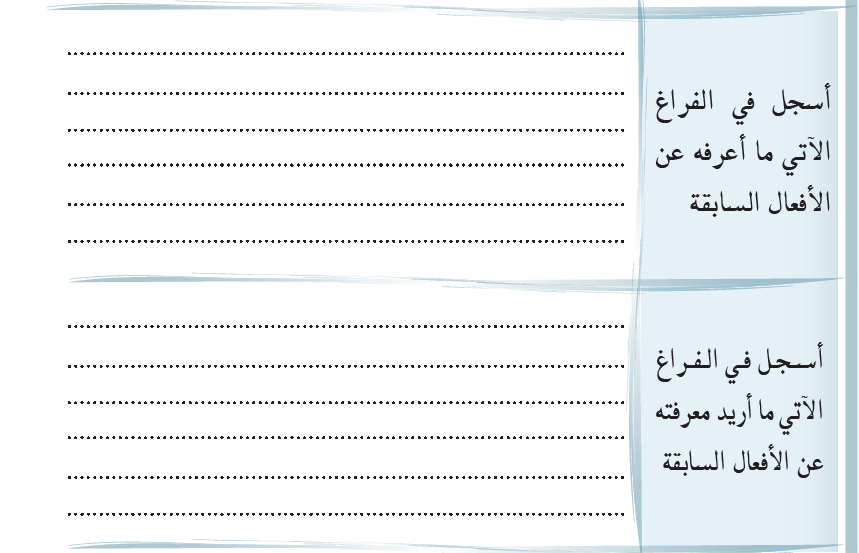 أسجل في الفراغ
الآتي ما أعرفه عن
الأفعال السابقة
أسجل في الفراغ
الآتي ما أريد معرفته
عن الأفعال السابقة